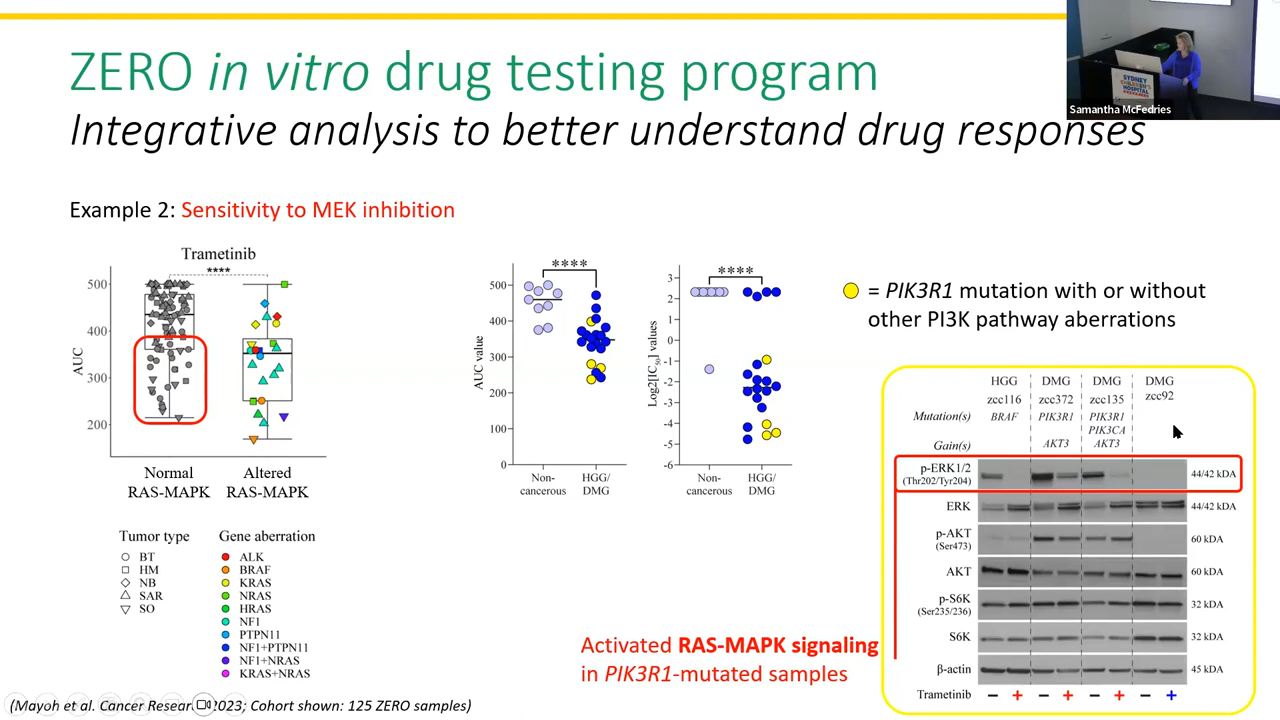 ZERO in vitro drug testing program
Integrative analysis to better understand drug responses
SYDNEY
CHILDREN'S
HOSPITAL
Samantha McFedries
Example 2: Sensitivity to MEK inhibition
Trametinib
****
500
400
300
200
AUC
Normal
RAS-MAPK
Altered
RAS-MAPK
Tumor type
BT
HM
NB
SAR
SO
Gene aberration
ALK
BRAF
KRAS
NRAS
HRAS
NF1
PTPN11
NF1+PTPN11
NF1+NRAS
KRAS+NRAS
****
500
400
300
200
100
0
AUC value
Non-
cancerous
HGG/
DMG
****
3
2
1
0
-1
-2
-3
-4
-5
-6
Log2[IC50] values
Non-
cancerous
HGG/
DMG
= PIK3R1 mutation with or without
other PI3K pathway aberrations
HGG DMG DMG DMG
zcc116 zcc372 zcc135 zcc92
Mutation(s) BRAF PIK3R1 PIK3R1
PIK3CA
Gain(s) AKT3 AKT3
p-ERK1/2 44/42 kDA
(Thr202/Tyr204)
ERK 44/42 kDA
p-AKT 60 kDA
(Ser473)
AKT 60 kDA
p-S6K 32 kDA
(Ser235/236)
S6K 32 kDA
β-actin 45 kDA
Trametinib – + – + – + – +
Activated RAS-MAPK signaling
in PIK3R1-mutated samples
(Mayoh et al. Cancer Resear 2023; Cohort shown: 125 ZERO samples)